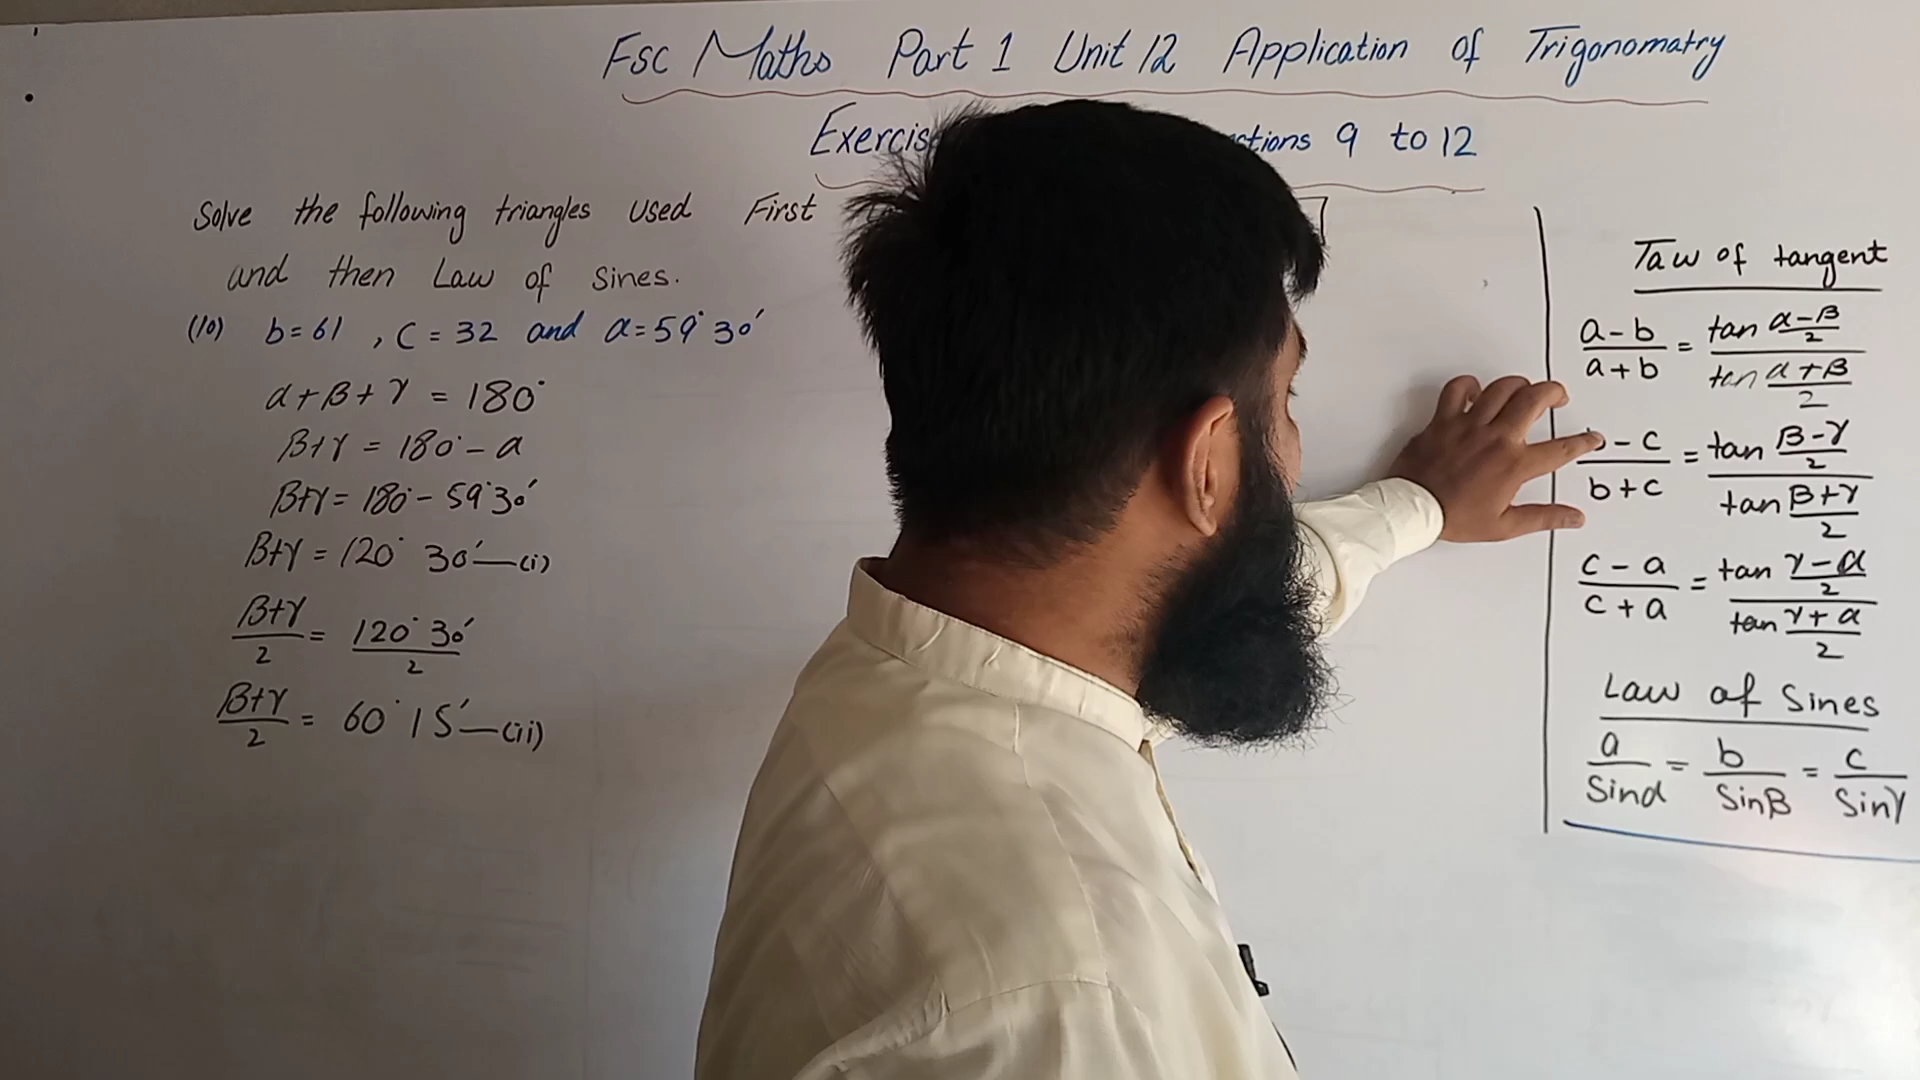 Fsc Maths Part 1 Unit 12 Application of Trigonomatry
Exercis ctions 9 to 12
Solve the following triangles used First
and then Law of Sines.
(10) b=61 , c=32 and α=59°30′
α+β+γ = 180°
β+γ = 180°-α
β+γ = 180°- 59°30′
β+γ = 120° 30′—(i)
β+γ/2 = 120° 30′/2
β+γ/2 = 60° 15′—(ii)
Taw of tangent
a-b/a+b = tan α-β/2 / tan α+β/2
b-c/b+c = tan β-γ/2 / tan β+γ/2
c-a/c+a = tan γ-α/2 / tan γ+α/2
Law of Sines
a/Sinα = b/Sinβ = c/Sinγ